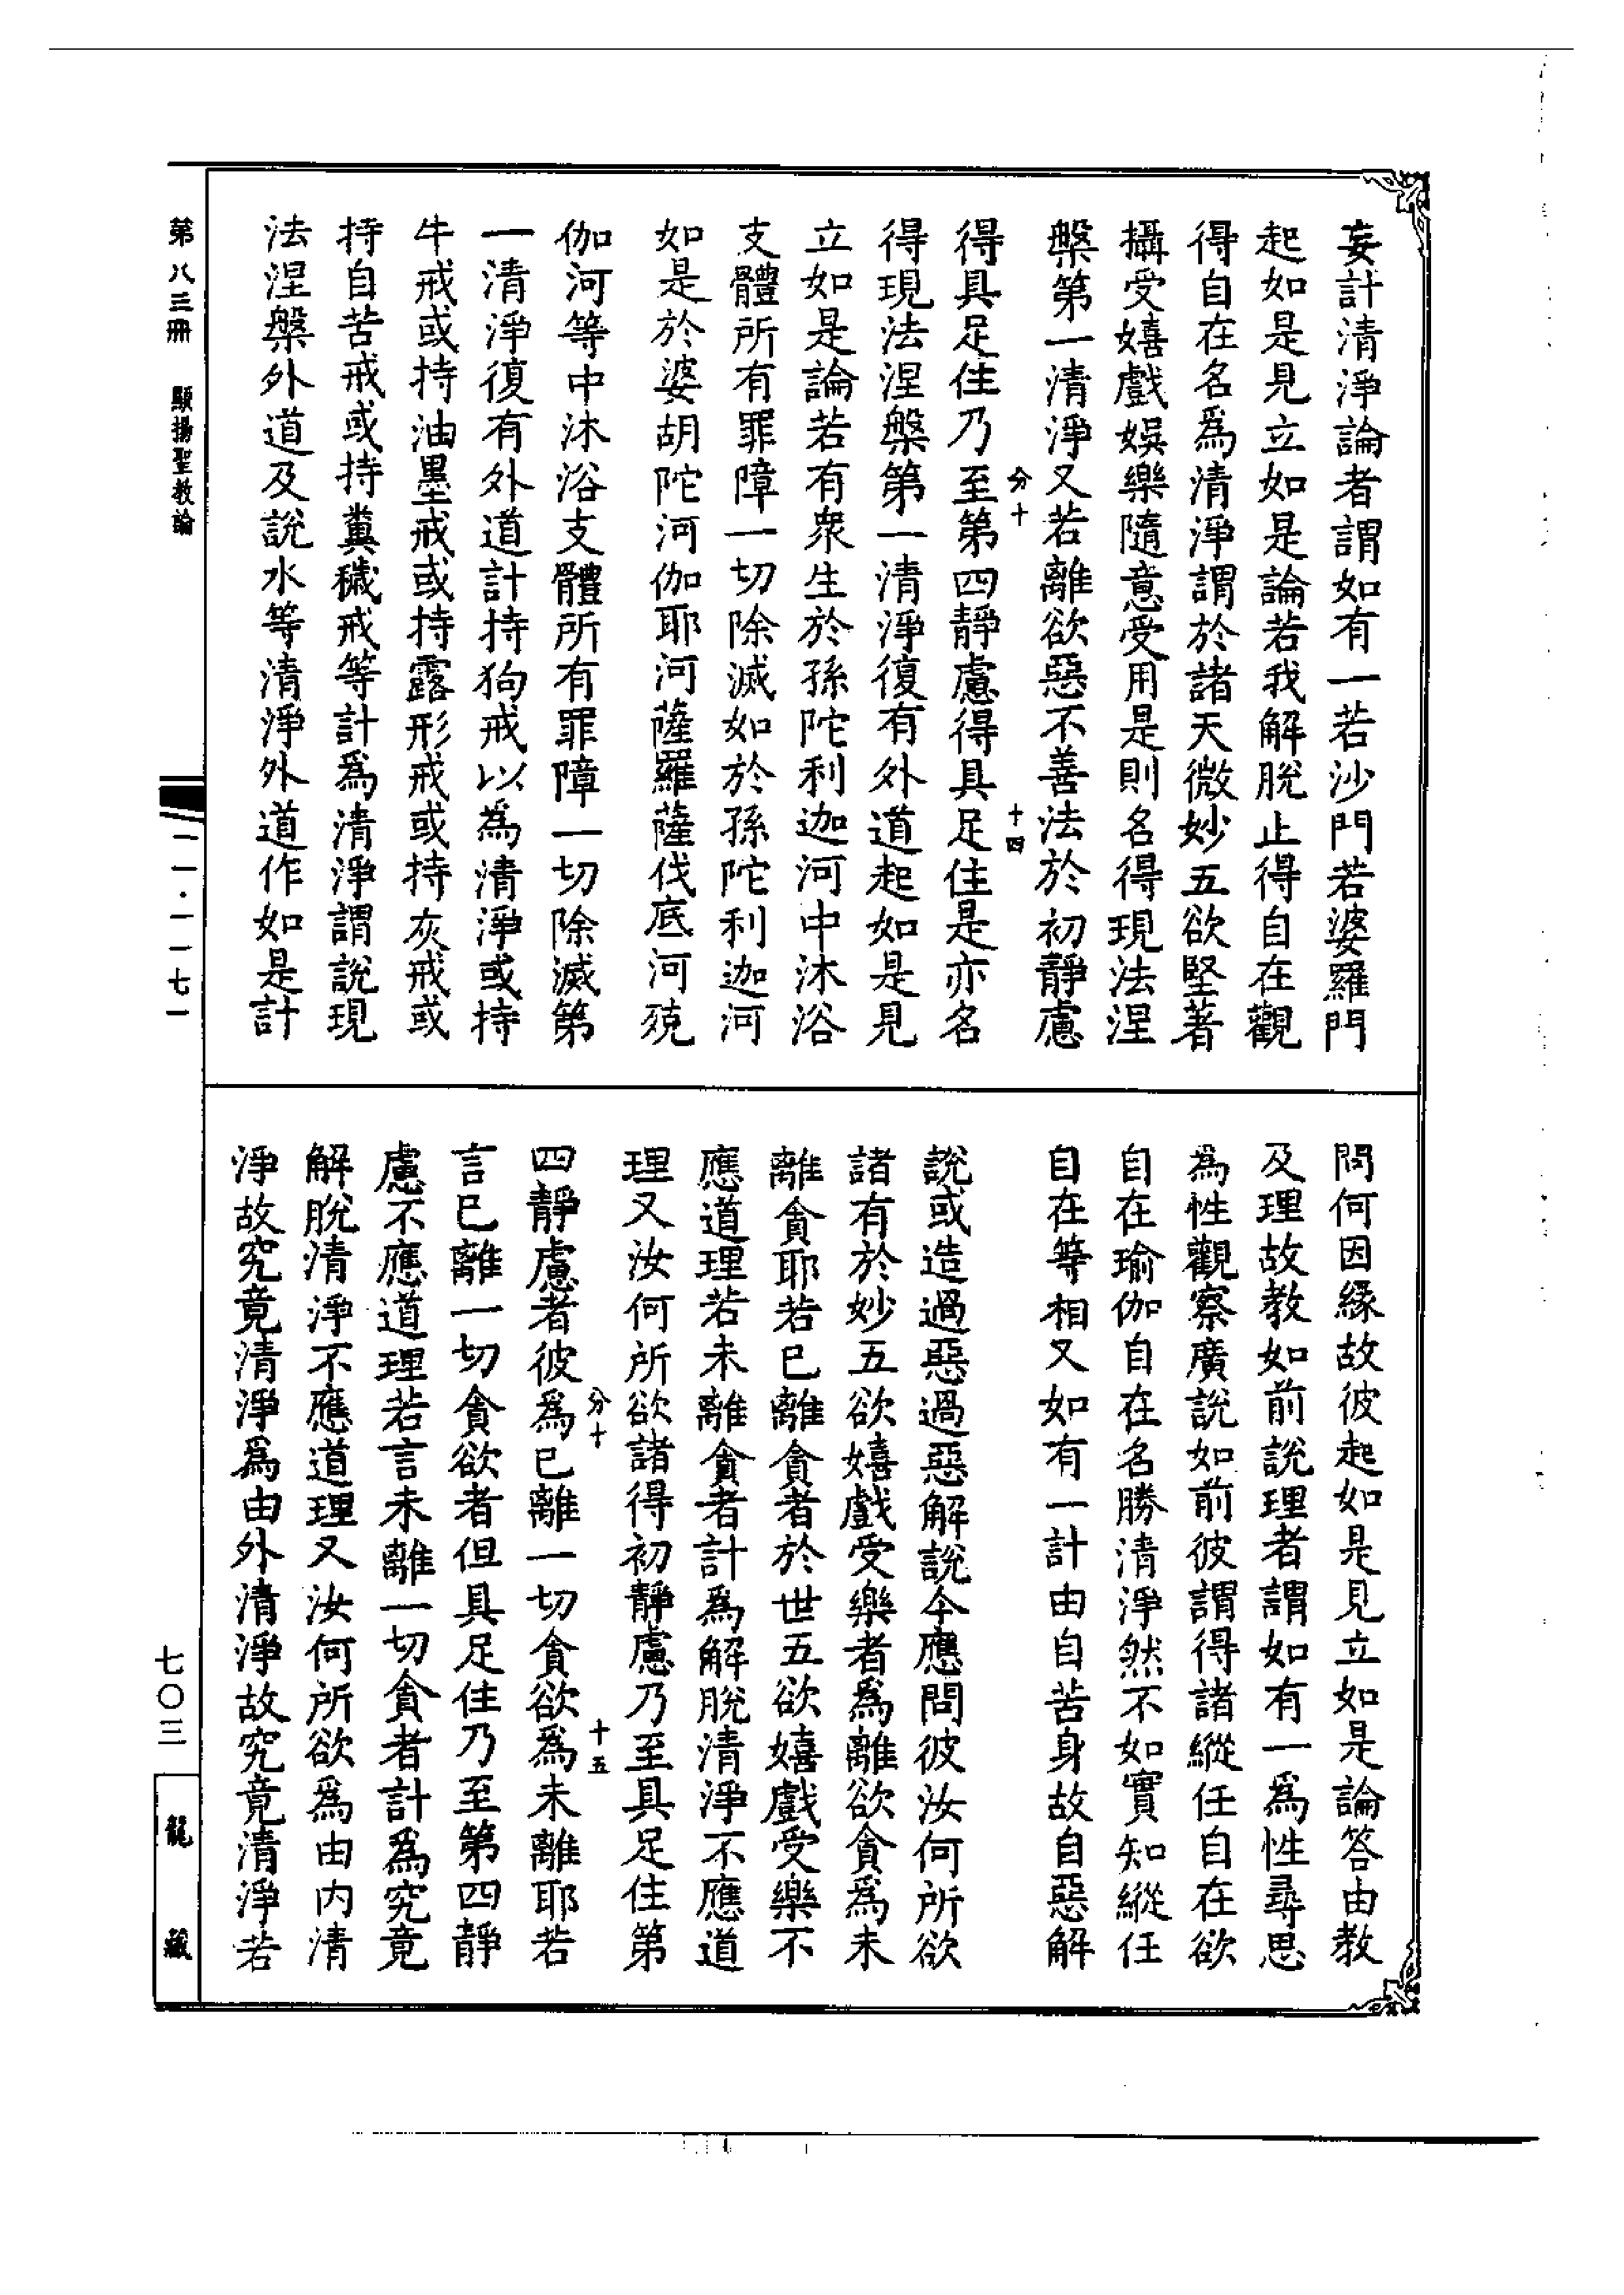 妄計清淨論者謂如有一若沙門若婆羅門
起如是見立如是論若我解脫止得自在觀
得自在名為清淨謂於諸天微妙五欲堅著
攝受嬉戲娛樂隨意受用是則名得現法涅
槃第一清淨又若離欲惡不善法於初靜慮
分十 十四
得具足住乃至第四靜慮得具足住是亦名
得現法涅槃第一清淨復有外道起如是見
立如是論若有衆生於孫陀利迦河中沐浴
支體所有罪障一切除滅如於孫陀利迦河
如是於婆胡陀河伽耶河薩羅薩伐底河殑
伽河等中沐浴支體所有罪障一切除滅第
一清淨復有外道計持狗戒以為清淨或持
牛戒或持油墨戒或持露形戒或持灰戒或
持自苦戒或持糞穢戒等計為清淨謂說現
法涅槃外道及說水等清淨外道作如是計
問何因緣故彼起如是見立如是論答由教
及理故教如前說理者謂如有一為性尋思
為性觀察廣說如前彼謂得諸縱任自在欲
自在瑜伽自在名勝清淨然不如實知縱任
自在等相又如有一計由自苦身故自惡解
說或造過惡過惡解說今應問彼汝何所欲
諸有於妙五欲嬉戲受樂者為離欲貪為未
離貪耶若已離貪者於世五欲嬉戲受樂不
應道理若未離貪者計為解脫清淨不應道
理又汝何所欲諸得初靜慮乃至具足住第
分十 十五
四靜慮者彼為已離一切貪欲為未離耶若
言已離一切貪欲者但具足住乃至第四靜
慮不應道理若言未離一切貪者計為究竟
解脫清淨不應道理又汝何所欲為由內清
淨故究竟清淨為由外清淨故究竟清淨若
第八三冊 顯揚聖教論
一一·一一七一
七〇三
龍藏